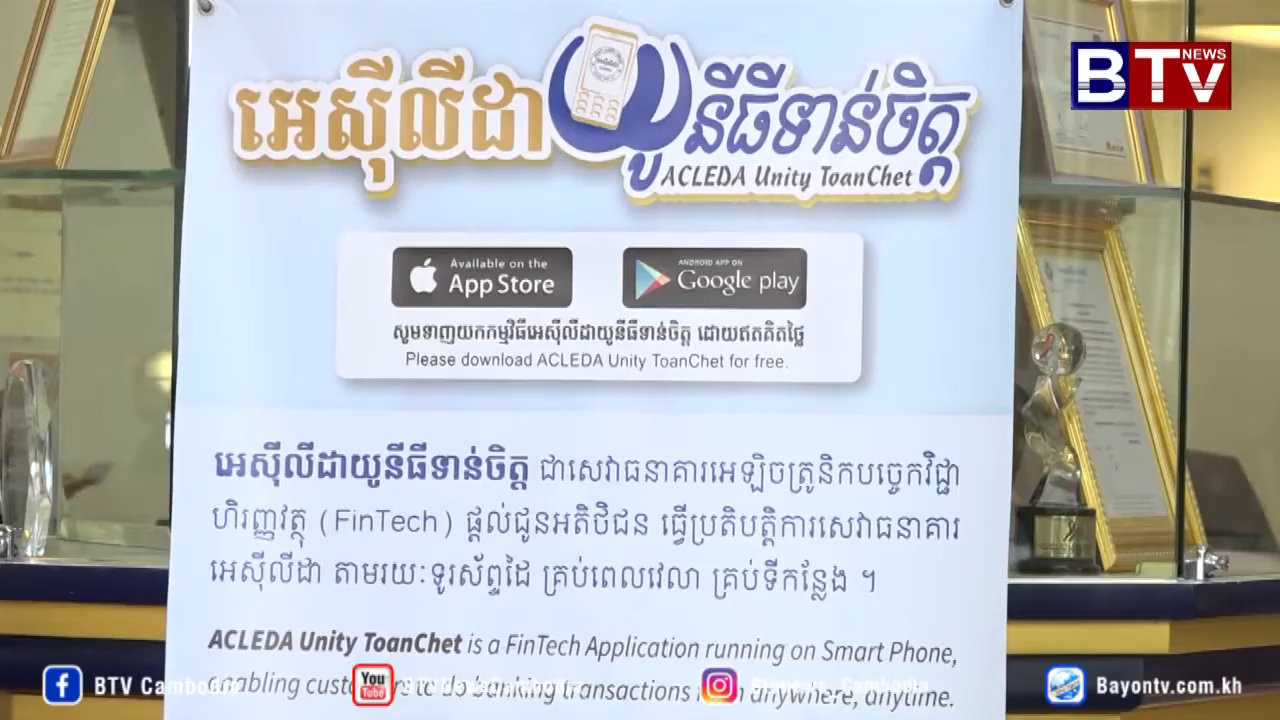 BTV NEWS
អេស៊ីលីដា យូនីធីទាន់ចិត្ត
ACLEDA Unity ToanChet
Available on the App Store
ANDROID APP ON Google play
សូមទាញយកកម្មវិធីអេស៊ីលីដាយូនីធីទាន់ចិត្ត ដោយឥតគិតថ្លៃ
Please download ACLEDA Unity ToanChet for free.
អេស៊ីលីដាយូនីធីទាន់ចិត្ត ជាសេវាធនាគារអេឡិចត្រូនិកបច្ចេកវិជ្ជា
ហិរញ្ញវត្ថុ (FinTech) ផ្តល់ជូនអតិថិជន ធ្វើប្រតិបត្តិការសេវាធនាគារ
អេស៊ីលីដា តាមរយៈទូរស័ព្ទដៃ គ្រប់ពេលវេលា គ្រប់ទីកន្លែង ។
ACLEDA Unity ToanChet is a FinTech Application running on Smart Phone,
enabling to do banking transactions anywhere, anytime.
BTV Cambodia
You Tube
Bayontv.com.kh